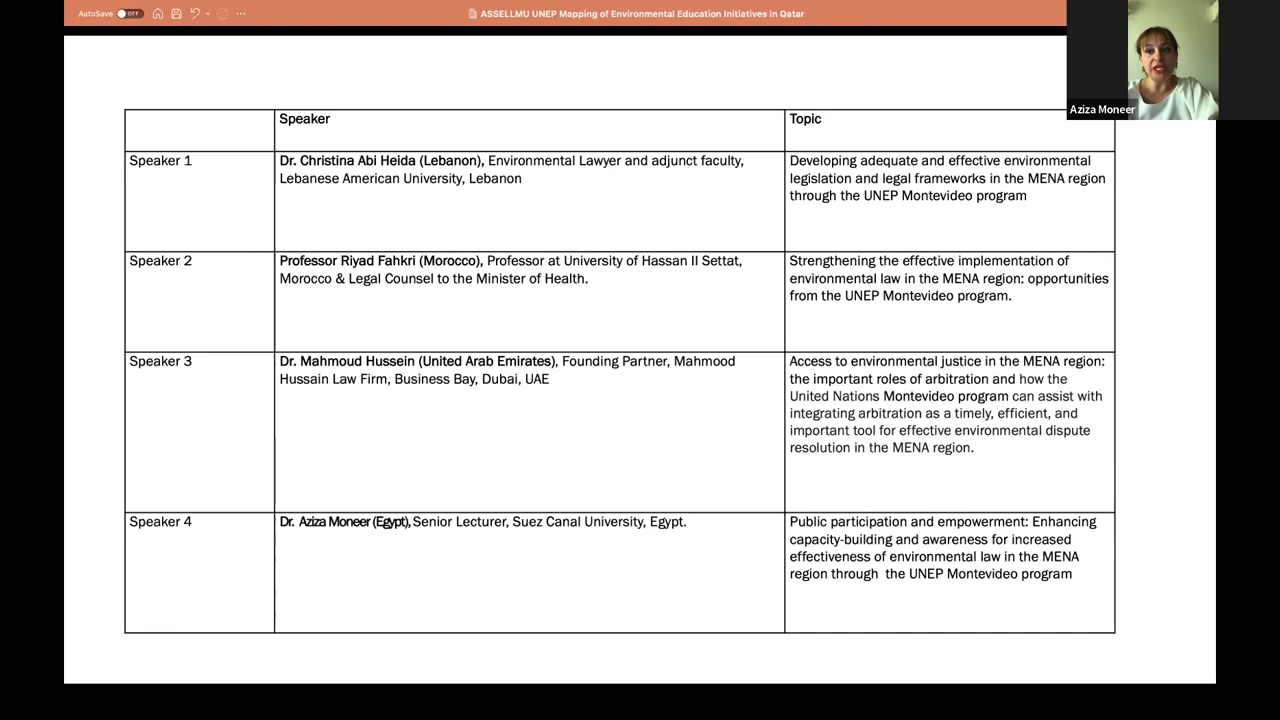 AutoSave OFF
ASSELLMU UNEP Mapping of Environmental Education Initiatives in Qatar
Aziza Moneer
Speaker
Topic
Speaker 1
Dr. Christina Abi Heida (Lebanon), Environmental Lawyer and adjunct faculty,
Lebanese American University, Lebanon
Developing adequate and effective environmental
legislation and legal frameworks in the MENA region
through the UNEP Montevideo program
Speaker 2
Professor Riyad Fahkri (Morocco), Professor at University of Hassan II Settat,
Morocco & Legal Counsel to the Minister of Health.
Strengthening the effective implementation of
environmental law in the MENA region: opportunities
from the UNEP Montevideo program.
Speaker 3
Dr. Mahmoud Hussein (United Arab Emirates), Founding Partner, Mahmood
Hussain Law Firm, Business Bay, Dubai, UAE
Access to environmental justice in the MENA region:
the important roles of arbitration and how the
United Nations Montevideo program can assist with
integrating arbitration as a timely, efficient, and
important tool for effective environmental dispute
resolution in the MENA region.
Speaker 4
Dr. Aziza Moneer (Egypt), Senior Lecturer, Suez Canal University, Egypt.
Public participation and empowerment: Enhancing
capacity-building and awareness for increased
effectiveness of environmental law in the MENA
region through the UNEP Montevideo program